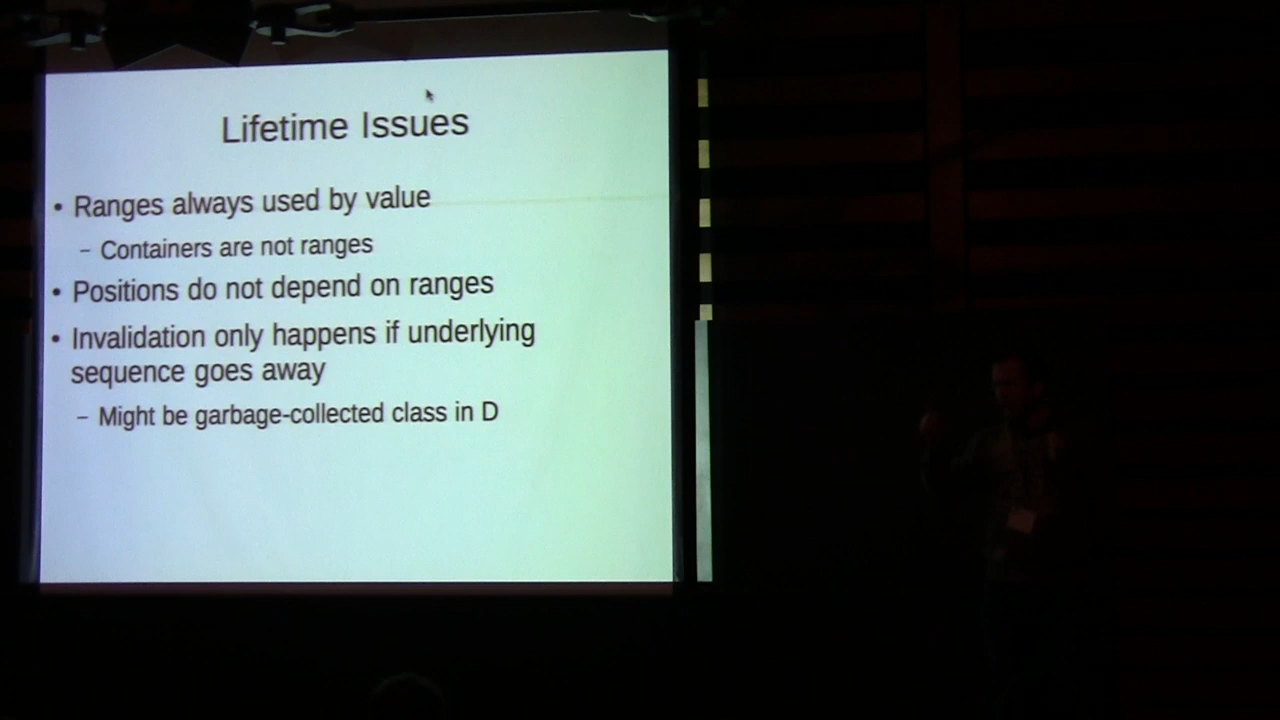 Lifetime Issues
• Ranges always used by value
– Containers are not ranges
• Positions do not depend on ranges
• Invalidation only happens if underlying
sequence goes away
– Might be garbage-collected class in D